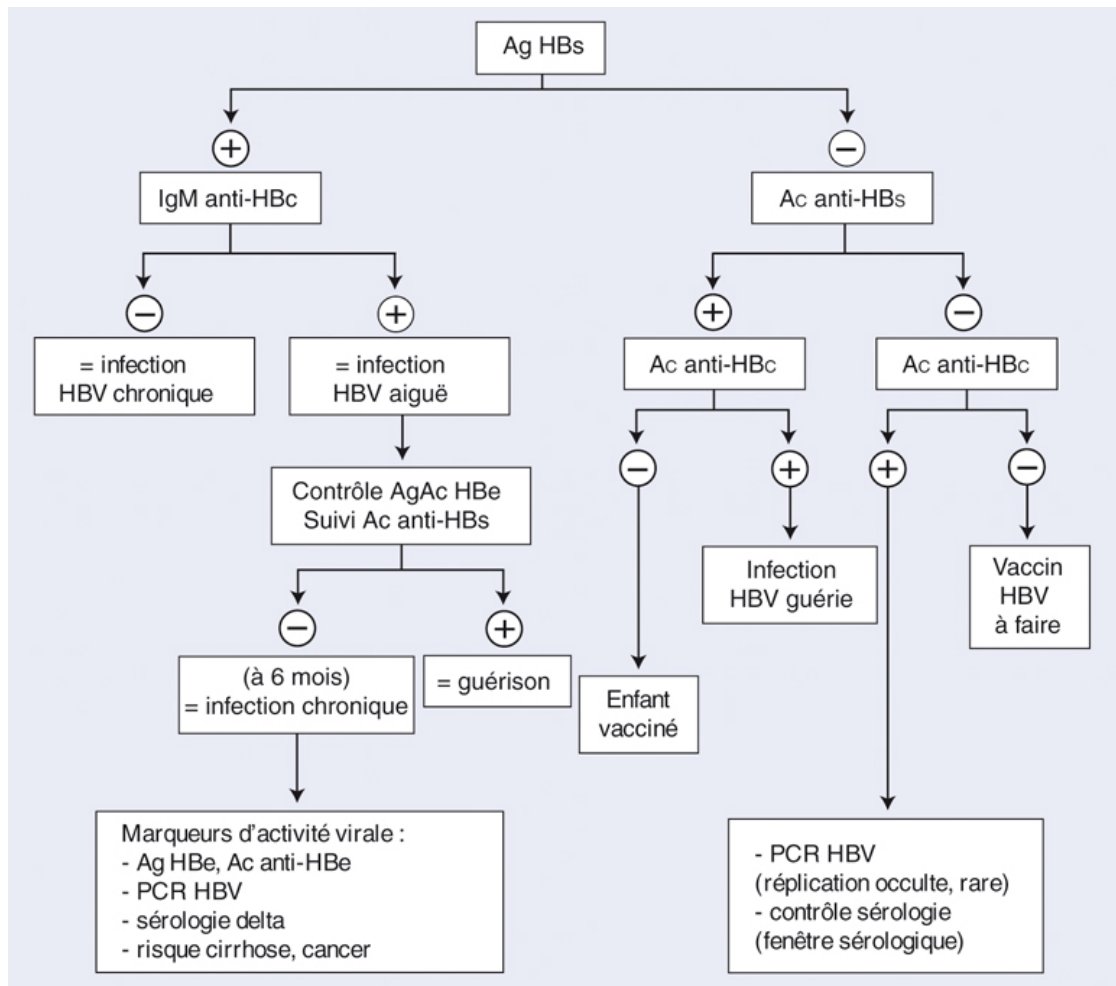 Ag HBs
+
−
IgM anti-HBc
Ac anti-HBs
−
+
+
−
= infection
HBV chronique
= infection
HBV aiguë
Ac anti-HBc
Ac anti-HBc
−
+
+
−
Contrôle AgAc HBe
Suivi Ac anti-HBs
Infection
HBV guérie
Vaccin
HBV
à faire
−
+
(à 6 mois)
= infection chronique
= guérison
Enfant
vacciné
Marqueurs d’activité virale :
- Ag HBe, Ac anti-HBe
- PCR HBV
- sérologie delta
- risque cirrhose, cancer
- PCR HBV
(réplication occulte, rare)
- contrôle sérologie
(fenêtre sérologique)